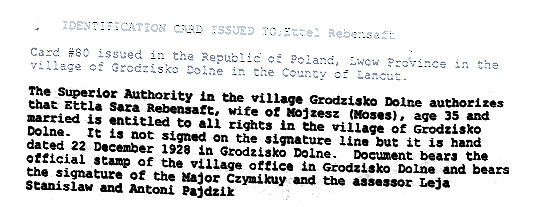 IDENTIFICATION CARD ISSUED TO,Ettel Rebensaft
Card #80 issued in the Republic of Poland, Lwow Province in the
village of Grodzisko Dolne in the County of Lancut.
The Superior Authority in the village Grodzisko Dolne authorizes
that Ettla Sara Rebensaft, wife of Mojzesz (Moses), age 35 and
married is entitled to all rights in the village of Grodzisko
Dolne.  It is not signed on the signature line but it is hand
dated 22 December 1928 in Grodzisko Dolne.  Document bears the
official stamp of the village office in Grodzisko Dolne and bears
the signature of the Major Czymikuy and the assessor Leja
Stanislaw and Antoni Pajdzik